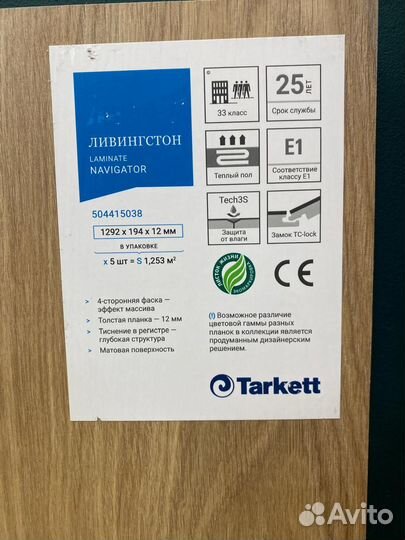 ЛИВИНГСТОН
LAMINATE
NAVIGATOR
504415038
1292 x 194 x 12 мм
В УПАКОВКЕ
x 5 шт = S 1,253 м²
> 4-сторонняя фаска —
эффект массива
> Толстая планка — 12 мм
> Тиснение в регистре —
глубокая структура
> Матовая поверхность
33 класс
25 ЛЕТ
Срок службы
Теплый пол
E1
Соответствие
классу E1
Tech3S
Защита
от влаги
Замок TC-lock
ЛИСТОК ЖИЗНИ
CE
(!) Возможное различие
цветовой гаммы разных
планок в коллекции является
продуманным дизайнерским
решением.
Tarkett
Avito